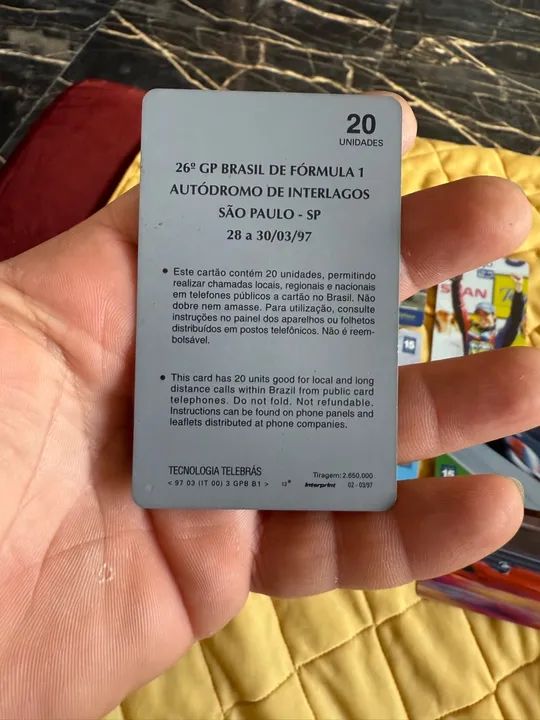 20
UNIDADES
26º GP BRASIL DE FÓRMULA 1
AUTÓDROMO DE INTERLAGOS
SÃO PAULO - SP
28 a 30/03/97
• Este cartão contém 20 unidades, permitindo
realizar chamadas locais, regionais e nacionais
em telefones públicos a cartão no Brasil. Não
dobre nem amasse. Para utilização, consulte
instruções no painel dos aparelhos ou folhetos
distribuídos em postos telefônicos. Não é reem-
bolsável.
• This card has 20 units good for local and long
distance calls within Brazil from public card
telephones. Do not fold. Not refundable.
Instructions can be found on phone panels and
leaflets distributed at phone companies.
TECNOLOGIA TELEBRÁS
Tiragem: 2.650.000
< 97 03 (IT 00) 3 GPB B1 > 13ª interprint 02 - 03/97
15
15